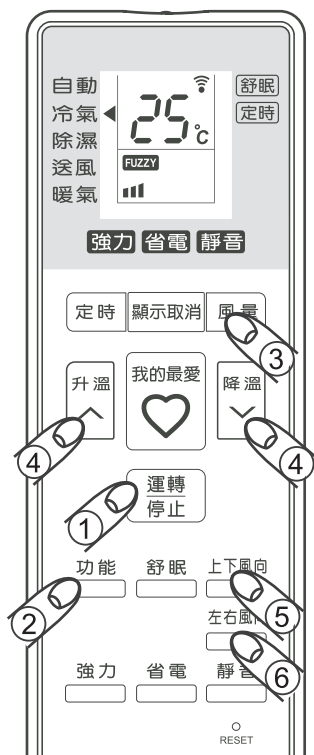 自動
舒眠
冷氣 25°C 定時
除濕
送風 FUZZY
暖氣
強力 省電 靜音
定時 顯示取消 風量
③
升溫 我的最愛 降溫
④ ④
運轉
停止
①
功能 舒眠 上下風向
② ⑤
左右風向
⑥
強力 省電 靜音
RESET